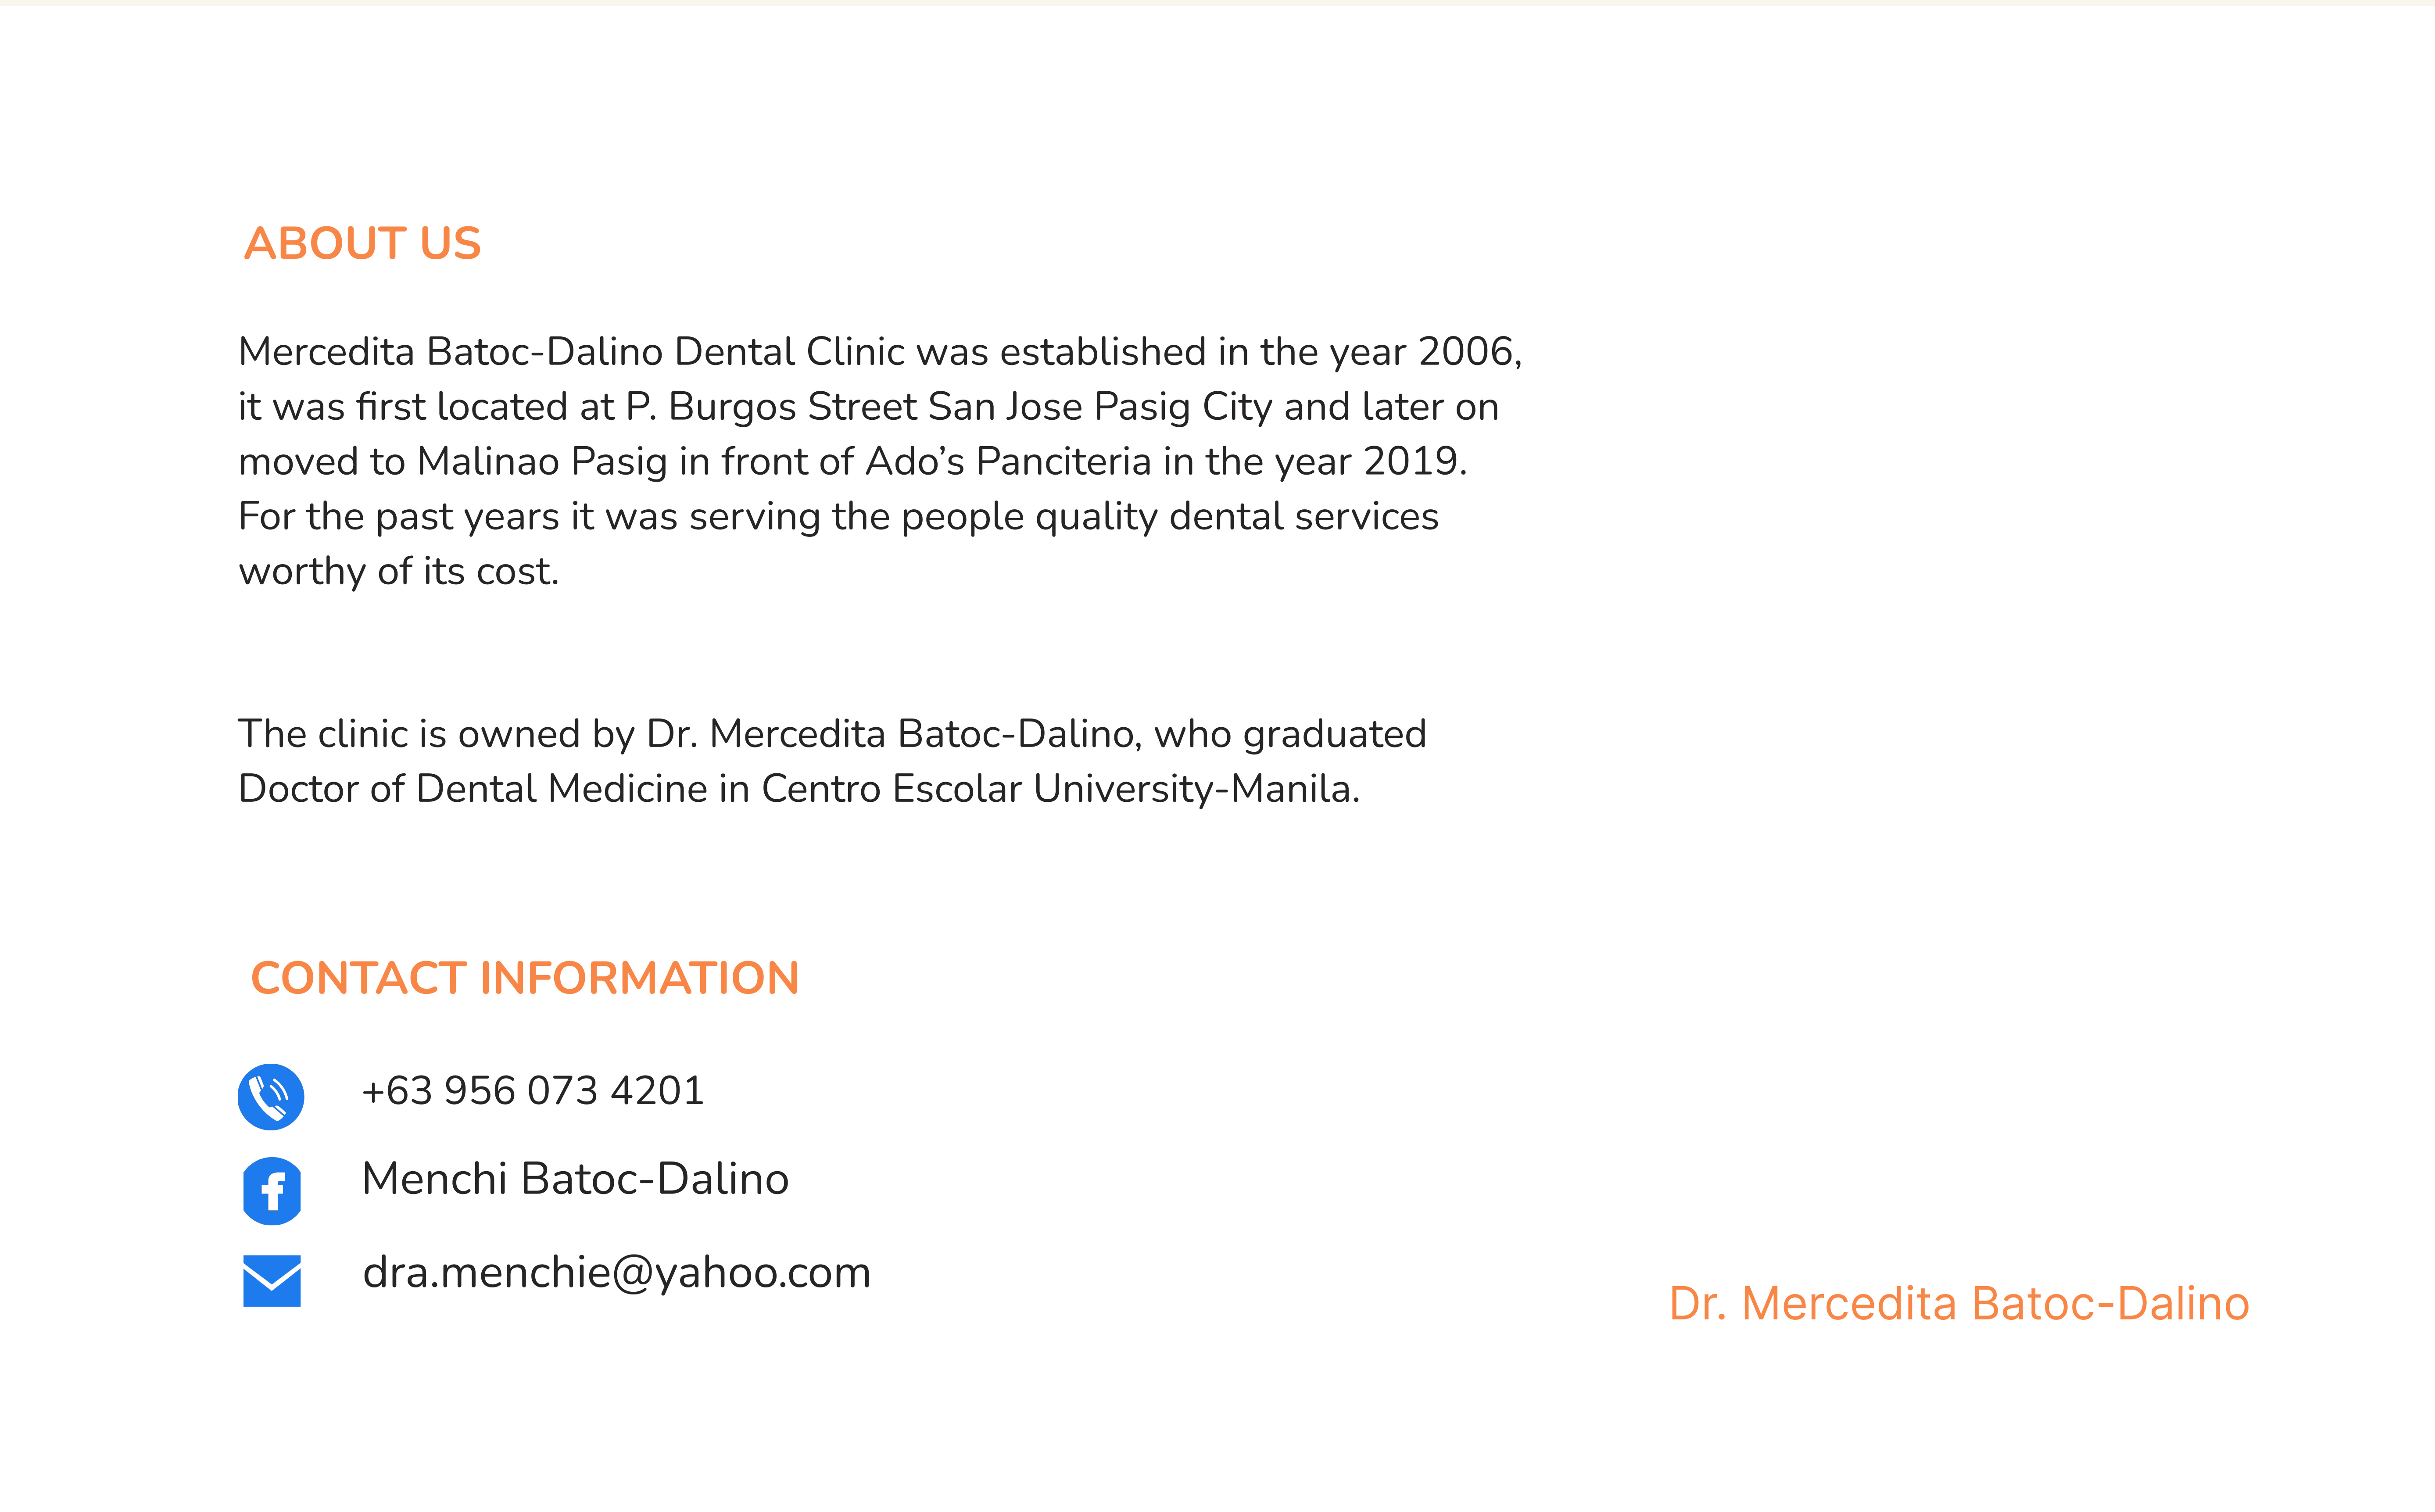 ABOUT US
Mercedita Batoc-Dalino Dental Clinic was established in the year 2006,
it was first located at P. Burgos Street San Jose Pasig City and later on
moved to Malinao Pasig in front of Ado’s Panciteria in the year 2019.
For the past years it was serving the people quality dental services
worthy of its cost.
The clinic is owned by Dr. Mercedita Batoc-Dalino, who graduated
Doctor of Dental Medicine in Centro Escolar University-Manila.
CONTACT INFORMATION
+63 956 073 4201
Menchi Batoc-Dalino
dra.menchie@yahoo.com
Dr. Mercedita Batoc-Dalino